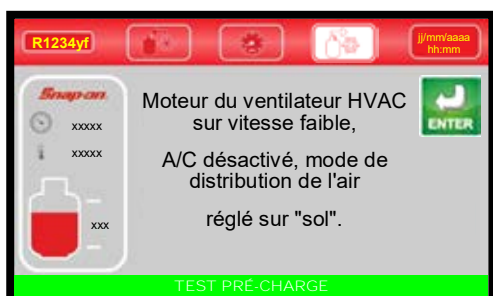 R1234yf
jj/mm/aaaa
hh:mm
Snap-on
xxxxx
xxxxx
xxx
Moteur du ventilateur HVAC
sur vitesse faible,
A/C désactivé, mode de
distribution de l'air
réglé sur "sol".
ENTER
TEST PRÉ-CHARGE